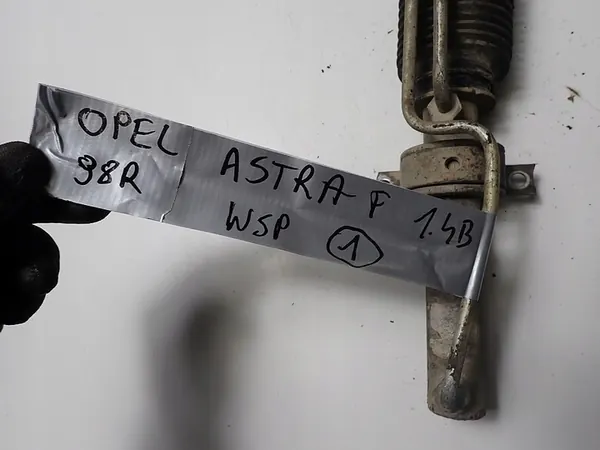 OPEL ASTRA F 1.4B
98R WSP 1